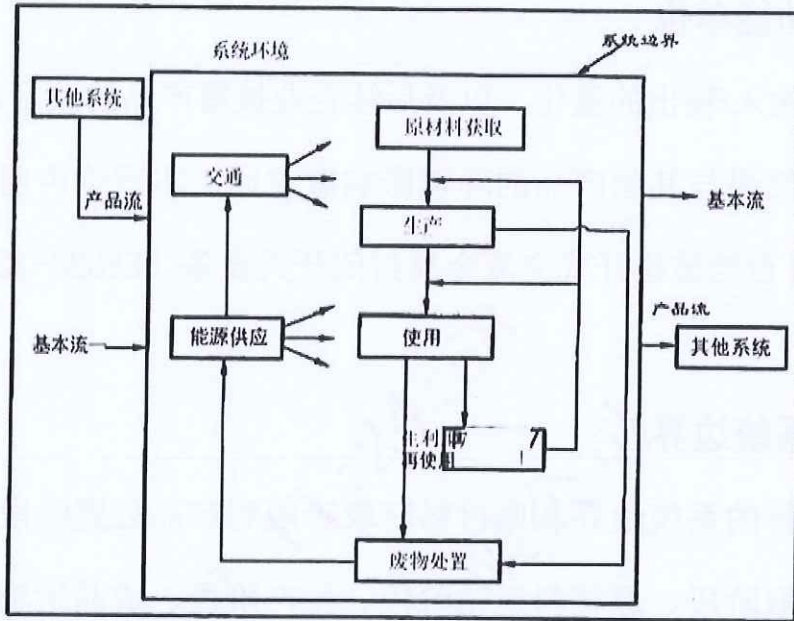 系统环境
系统边界
其他系统
原材料获取
交通
产品流
生产
基本流
产品流
基本流
能源供应
使用
其他系统
再使用
废物处置